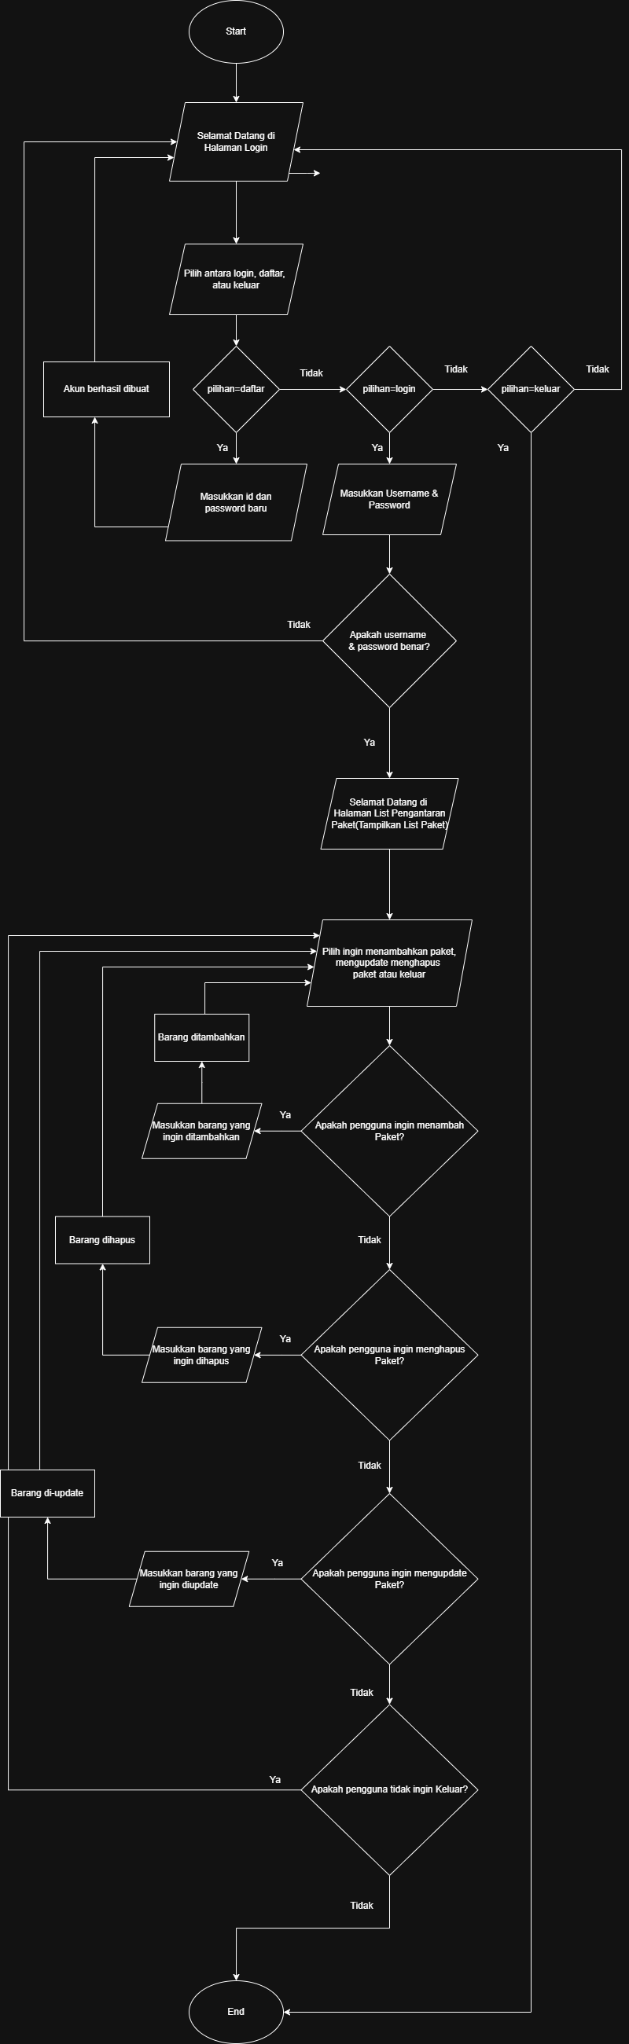 Start
Selamat Datang di
Halaman Login
Pilih antara login, daftar,
atau keluar
Akun berhasil dibuat
pilihan=daftar
Tidak
pilihan=login
Tidak
pilihan=keluar
Tidak
Ya
Ya
Ya
Masukkan id dan
password baru
Masukkan Username &
Password
Tidak
Apakah username
& password benar?
Ya
Selamat Datang di
Halaman List Pengantaran
Paket(Tampilkan List Paket)
Pilih ingin menambahkan paket,
mengupdate menghapus
paket atau keluar
Barang ditambahkan
Masukkan barang yang
ingin ditambahkan
Ya
Apakah pengguna ingin menambah
Paket?
Barang dihapus
Tidak
Masukkan barang yang
ingin dihapus
Ya
Apakah pengguna ingin menghapus
Paket?
Tidak
Barang di-update
Masukkan barang yang
ingin diupdate
Ya
Apakah pengguna ingin mengupdate
Paket?
Tidak
Ya
Apakah pengguna tidak ingin Keluar?
Tidak
End